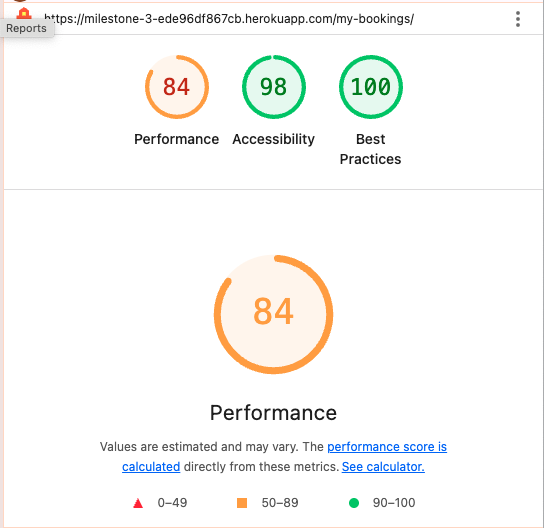 https://milestone-3-ede96df867cb.herokuapp.com/my-bookings/
Reports
84 98 100
Performance Accessibility Best
Practices
84
Performance
Values are estimated and may vary. The performance score is
calculated directly from these metrics. See calculator.
0–49 50–89 90–100